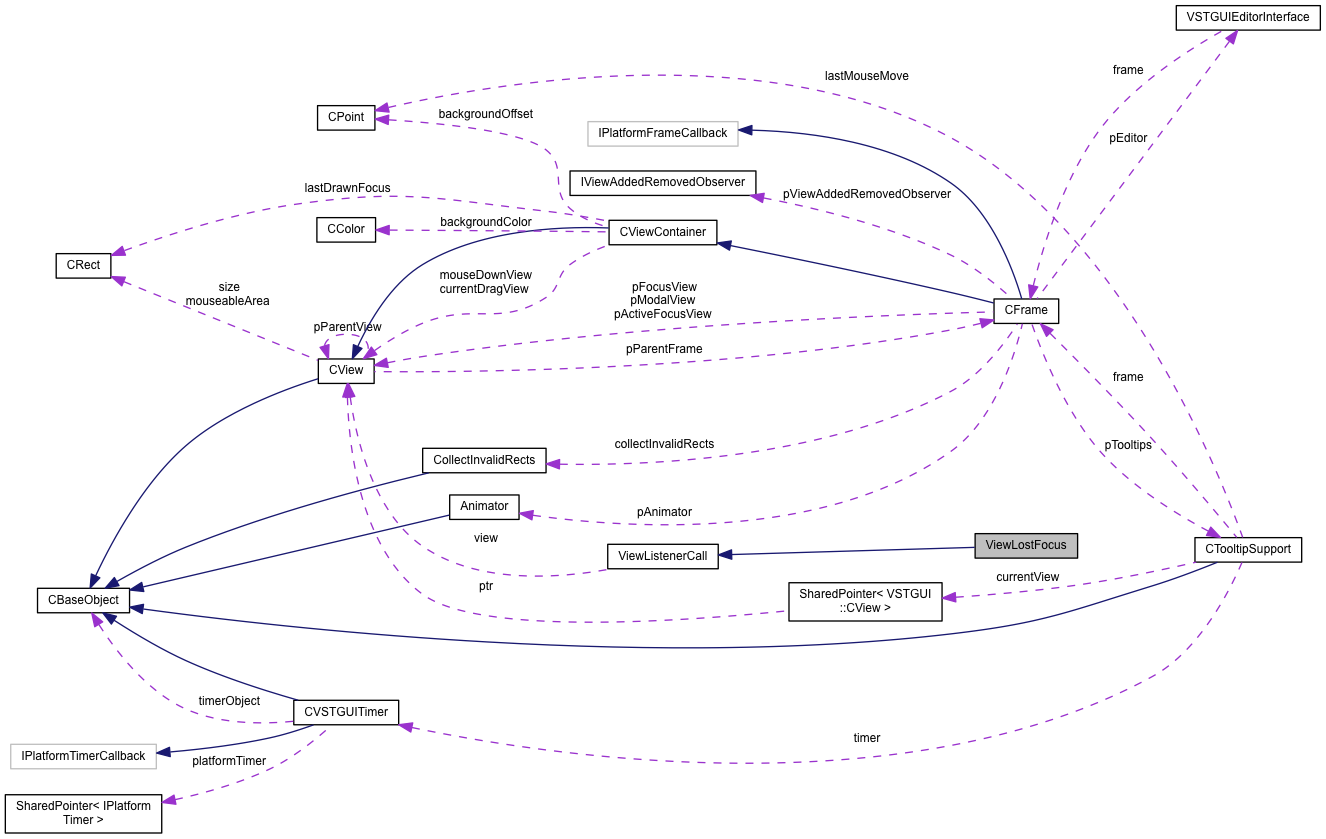 VSTGUIEditorInterface
lastMouseMove
frame
CPoint
backgroundOffset
IPlatformFrameCallback
pEditor
IViewAddedRemovedObserver
lastDrawnFocus
pViewAddedRemovedObserver
CColor
backgroundColor
CViewContainer
CRect
mouseDownView
currentDragView
size
mouseableArea
pFocusView
pModalView
pActiveFocusView
CFrame
pParentView
pParentFrame
CView
frame
collectInvalidRects
pTooltips
CollectInvalidRects
Animator
pAnimator
view
ViewLostFocus
ViewListenerCall
CTooltipSupport
currentView
ptr
SharedPointer< VSTGUI
::CView >
CBaseObject
timerObject
CVSTGUITimer
timer
IPlatformTimerCallback
platformTimer
SharedPointer< IPlatform
Timer >